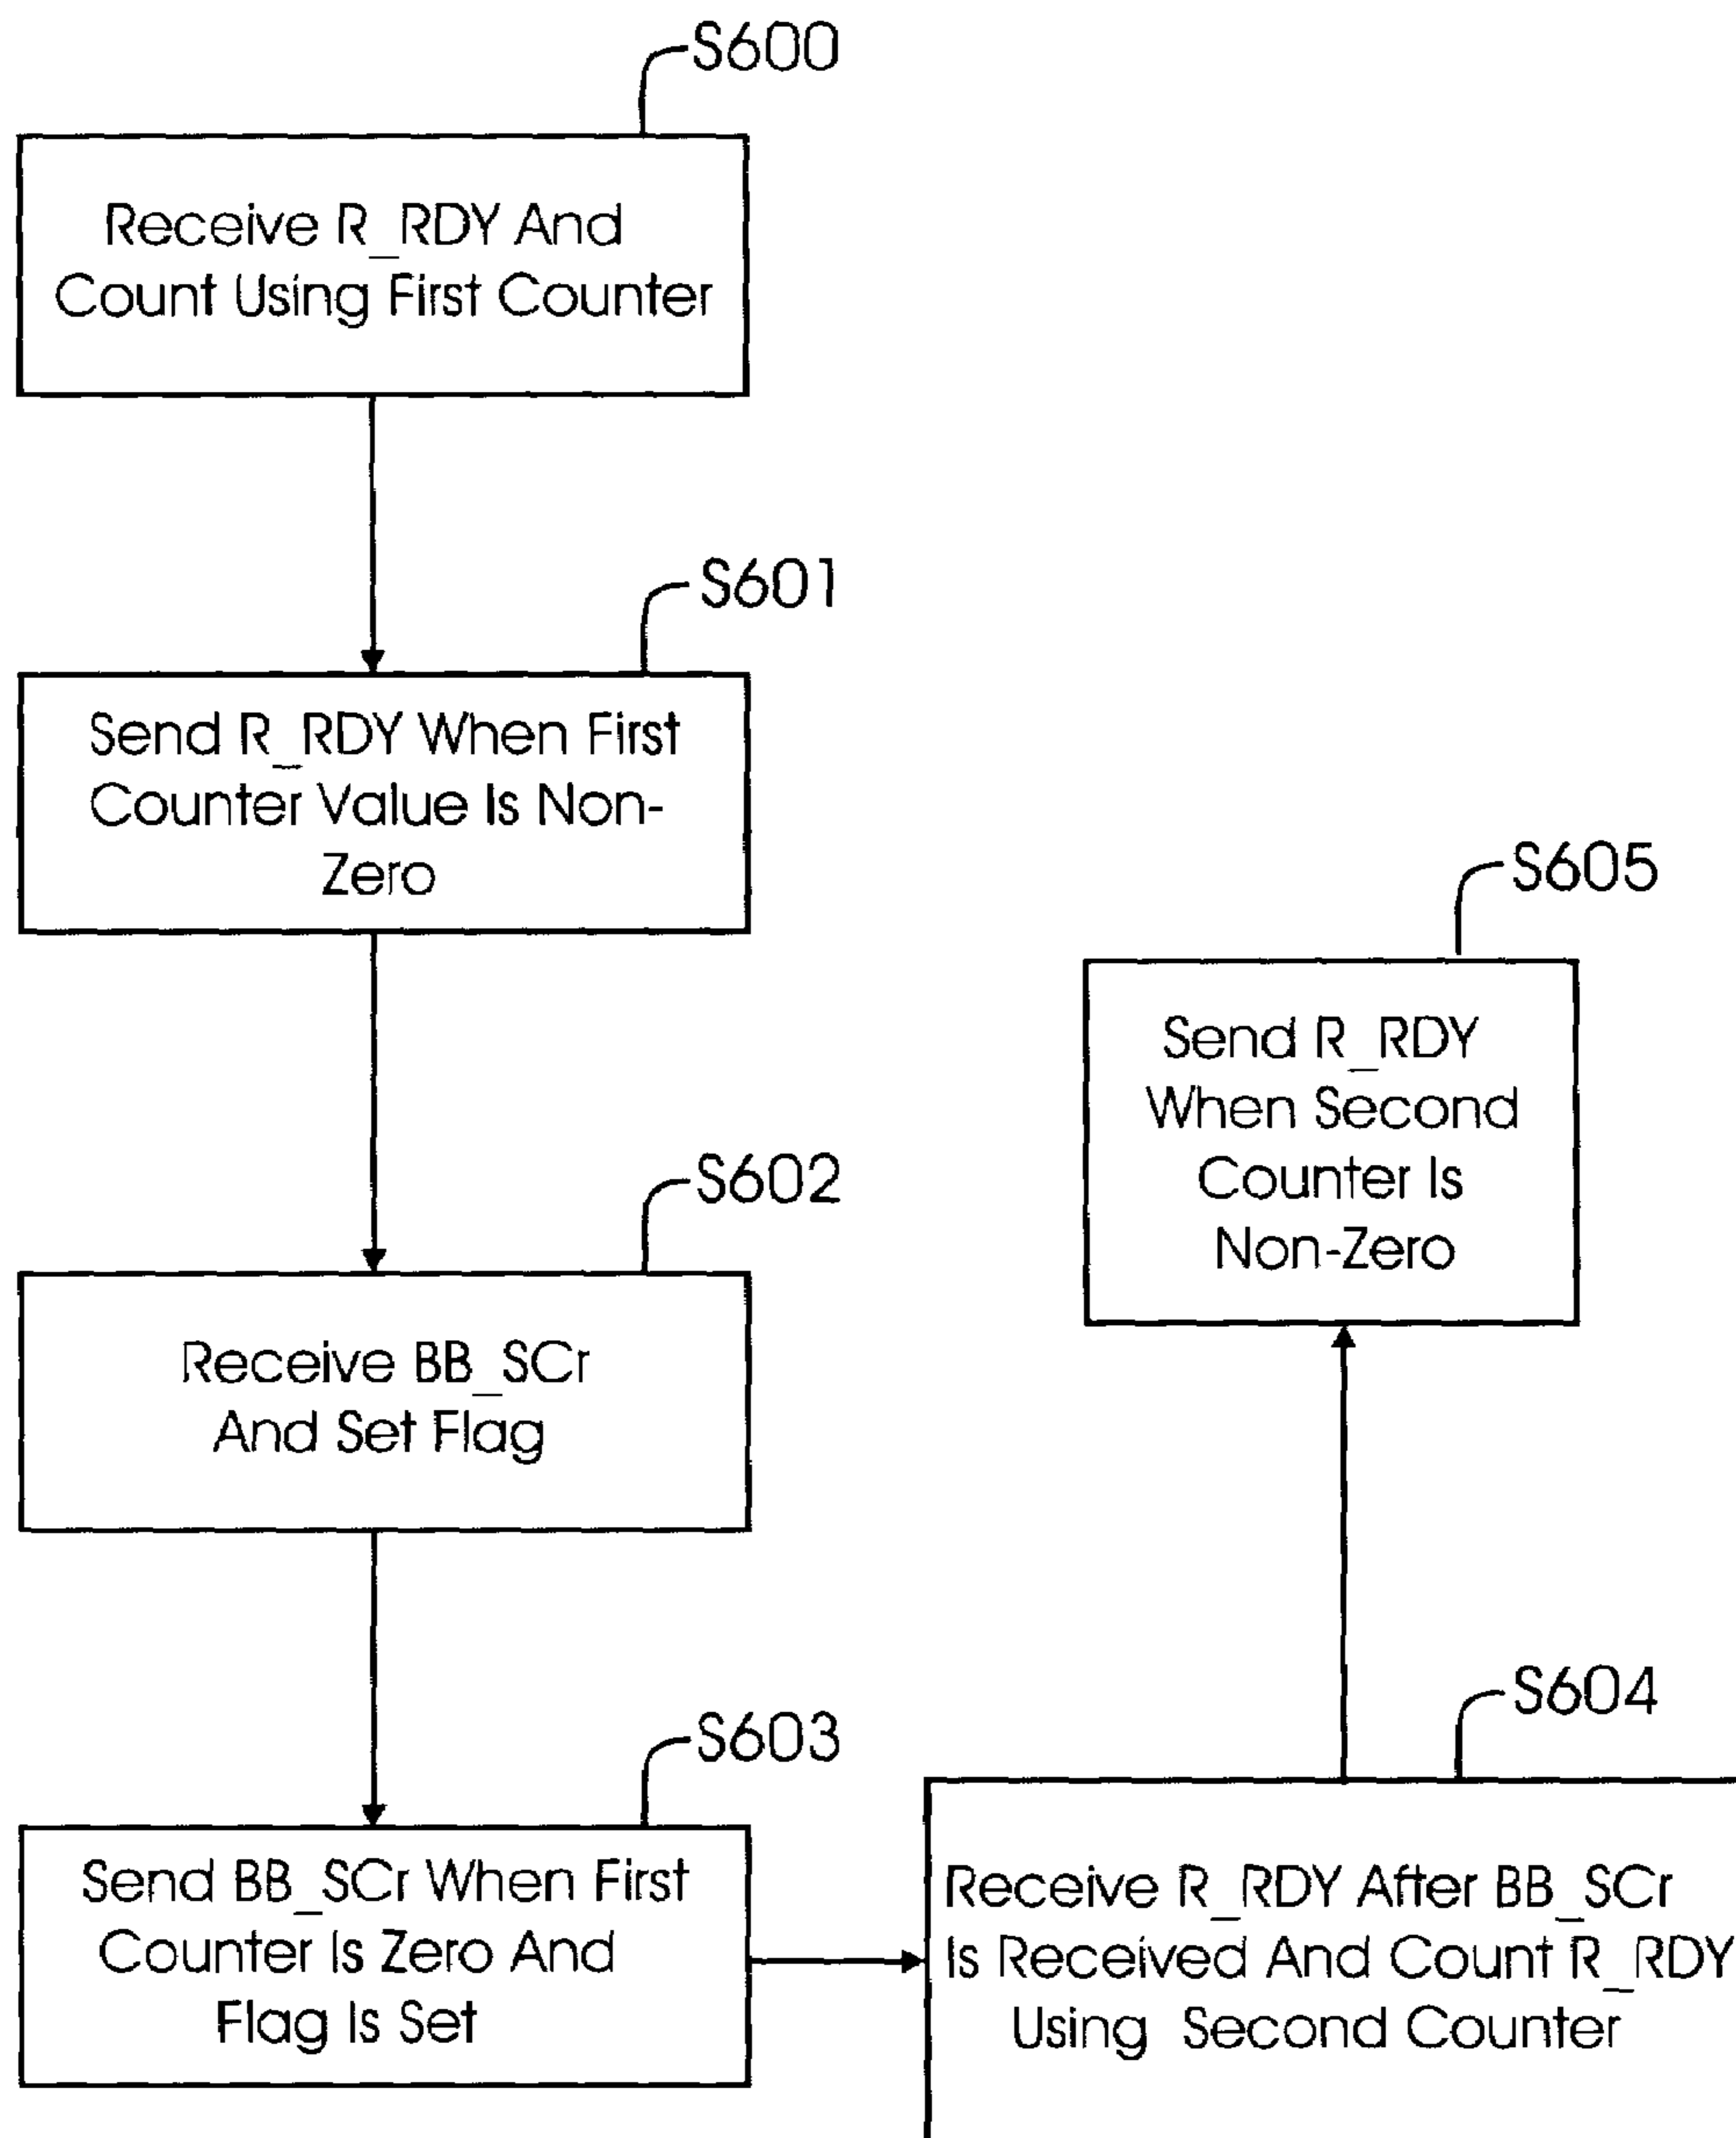 S600
Receive R_RDY And
Count Using First Counter
S601
Send R_RDY When First
Counter Value Is Non-
Zero
S602
Receive BB_SCr
And Set Flag
S603
Send BB_SCr When First
Counter Is Zero And
Flag Is Set
S604
Receive R_RDY After BB_SCr
Is Received And Count R_RDY
Using Second Counter
S605
Send R_RDY
When Second
Counter Is
Non-Zero